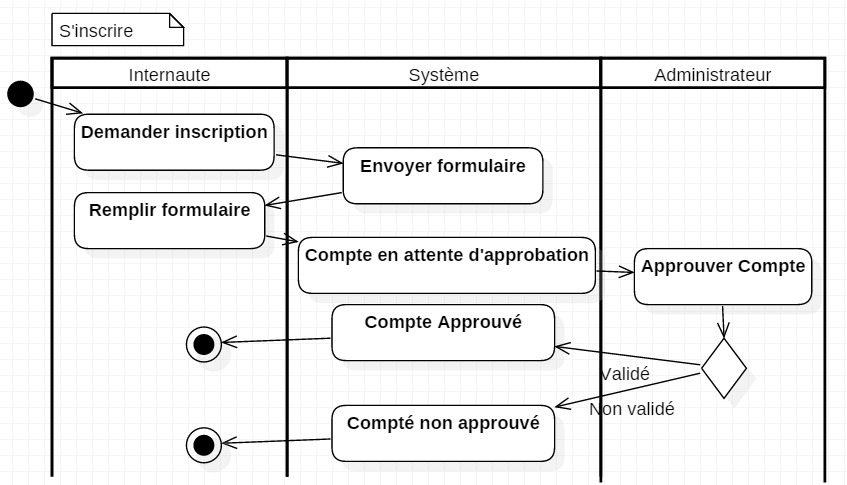 S'inscrire
Internaute
Système
Administrateur
Demander inscription
Envoyer formulaire
Remplir formulaire
Compte en attente d'approbation
Approuver Compte
Compte Approuvé
Validé
Non validé
Compté non approuvé